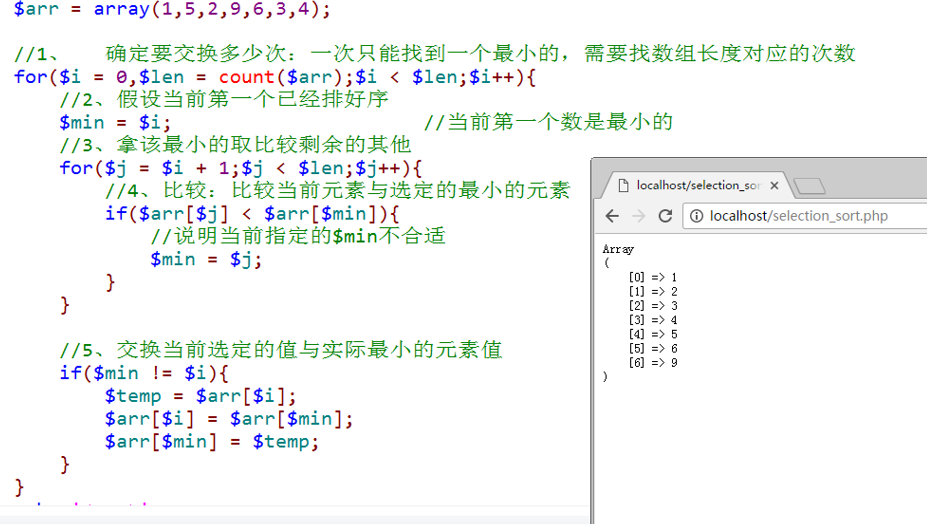 $arr = array(1,5,2,9,6,3,4);
//1、 确定要交换多少次：一次只能找到一个最小的，需要找数组长度对应的次数
for($i = 0,$len = count($arr);$i < $len;$i++){
//2、假设当前第一个已经排好序
$min = $i; //当前第一个数是最小的
//3、拿该最小的取比较剩余的其他
for($j = $i + 1;$j < $len;$j++){
//4、比较：比较当前元素与选定的最小的元素
if($arr[$j] < $arr[$min]){
//说明当前指定的$min不合适
$min = $j;
}
}
//5、交换当前选定的值与实际最小的元素值
if($min != $i){
$temp = $arr[$i];
$arr[$i] = $arr[$min];
$arr[$min] = $temp;
}
}
localhost/selection_sor
localhost/selection_sort.php
Array
(
[0] => 1
[1] => 2
[2] => 3
[3] => 4
[4] => 5
[5] => 6
[6] => 9
)